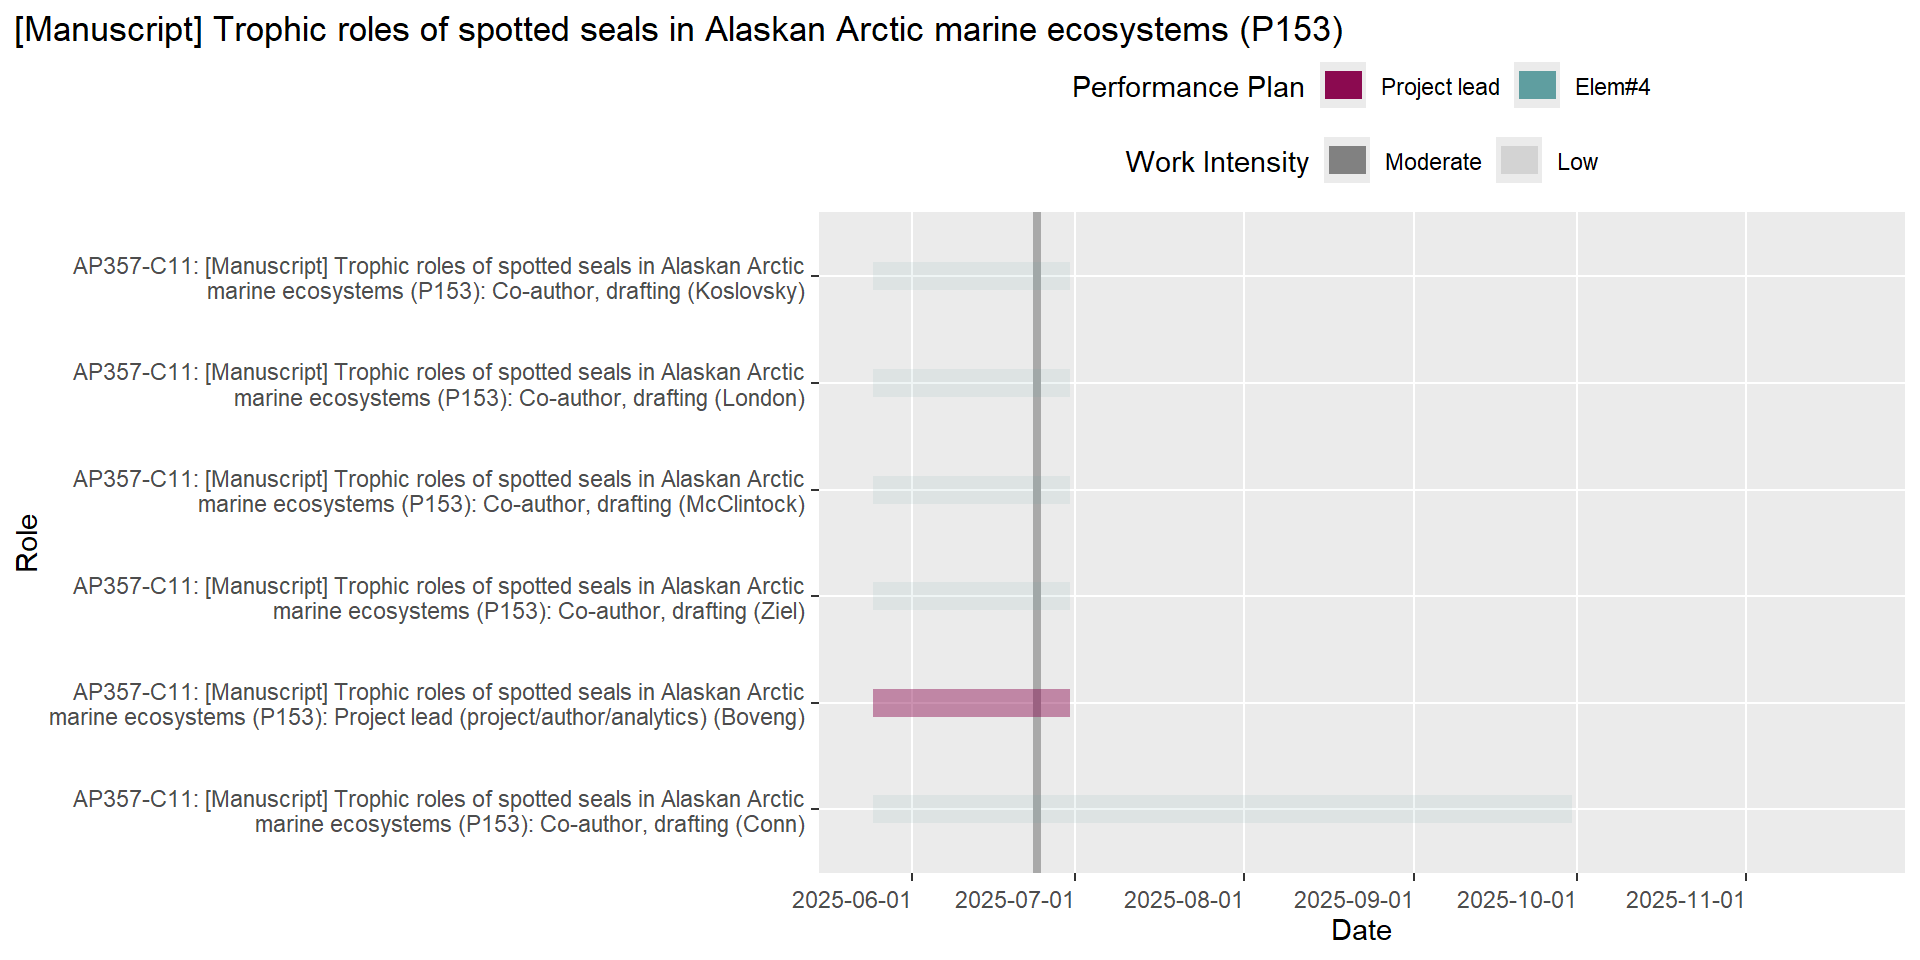 [Manuscript] Trophic roles of spotted seals in Alaskan Arctic marine ecosystems (P153)
Performance Plan Project lead Elem#4
Work Intensity Moderate Low
AP357-C11: [Manuscript] Trophic roles of spotted seals in Alaskan Arctic
marine ecosystems (P153): Co-author, drafting (Koslovsky)
AP357-C11: [Manuscript] Trophic roles of spotted seals in Alaskan Arctic
marine ecosystems (P153): Co-author, drafting (London)
AP357-C11: [Manuscript] Trophic roles of spotted seals in Alaskan Arctic
marine ecosystems (P153): Co-author, drafting (McClintock)
AP357-C11: [Manuscript] Trophic roles of spotted seals in Alaskan Arctic
marine ecosystems (P153): Co-author, drafting (Ziel)
AP357-C11: [Manuscript] Trophic roles of spotted seals in Alaskan Arctic
marine ecosystems (P153): Project lead (project/author/analytics) (Boveng)
AP357-C11: [Manuscript] Trophic roles of spotted seals in Alaskan Arctic
marine ecosystems (P153): Co-author, drafting (Conn)
Role
2025-06-01 2025-07-01 2025-08-01 2025-09-01 2025-10-01 2025-11-01
Date